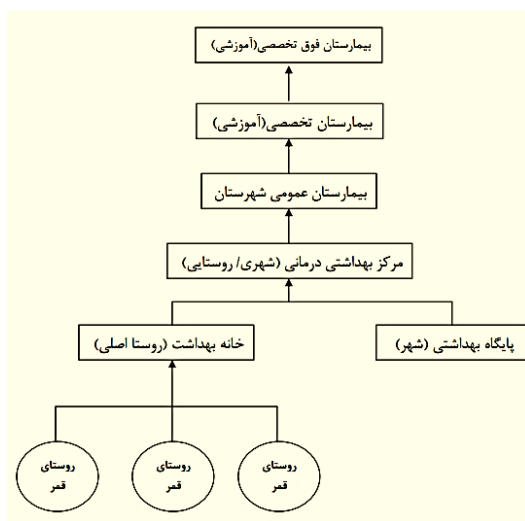 بیمارستان فوق تخصصی(آموزشی)
بیمارستان تخصصی(آموزشی)
بیمارستان عمومی شهرستان
مرکز بهداشتی درمانی (شهری/ روستایی)
خانه بهداشت (روستا اصلی)
پایگاه بهداشتی (شهر)
روستای
قمر
روستای
قمر
روستای
قمر